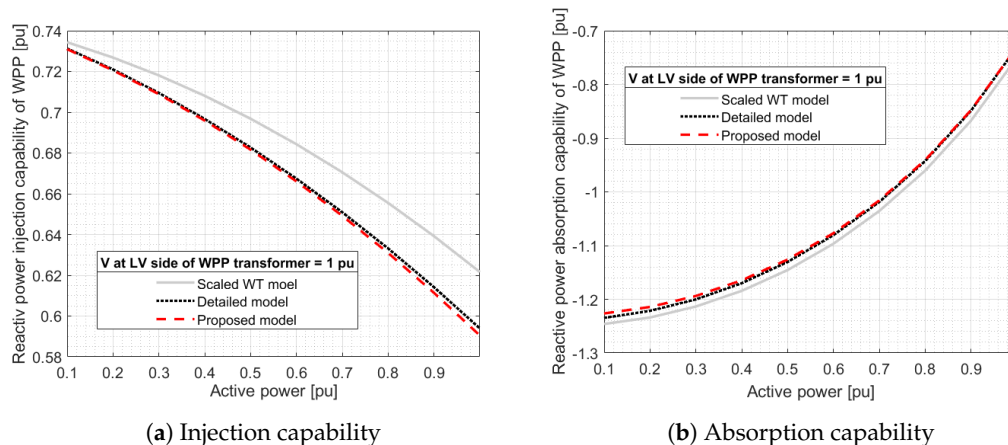 Reactiv power injection capability of WPP [pu]
0.74
0.72
0.7
0.68
0.66
0.64
0.62
0.6
0.58
V at LV side of WPP transformer = 1 pu
Scaled WT moel
Detailed model
Proposed model
0.1 0.2 0.3 0.4 0.5 0.6 0.7 0.8 0.9
Active power [pu]
(a) Injection capability
Reactive power absorption capability of WPP [pu]
-0.7
-0.8
-0.9
-1
-1.1
-1.2
-1.3
V at LV side of WPP transformer = 1 pu
Scaled WT model
Detailed model
Proposed model
0.1 0.2 0.3 0.4 0.5 0.6 0.7 0.8 0.9
Active power [pu]
(b) Absorption capability